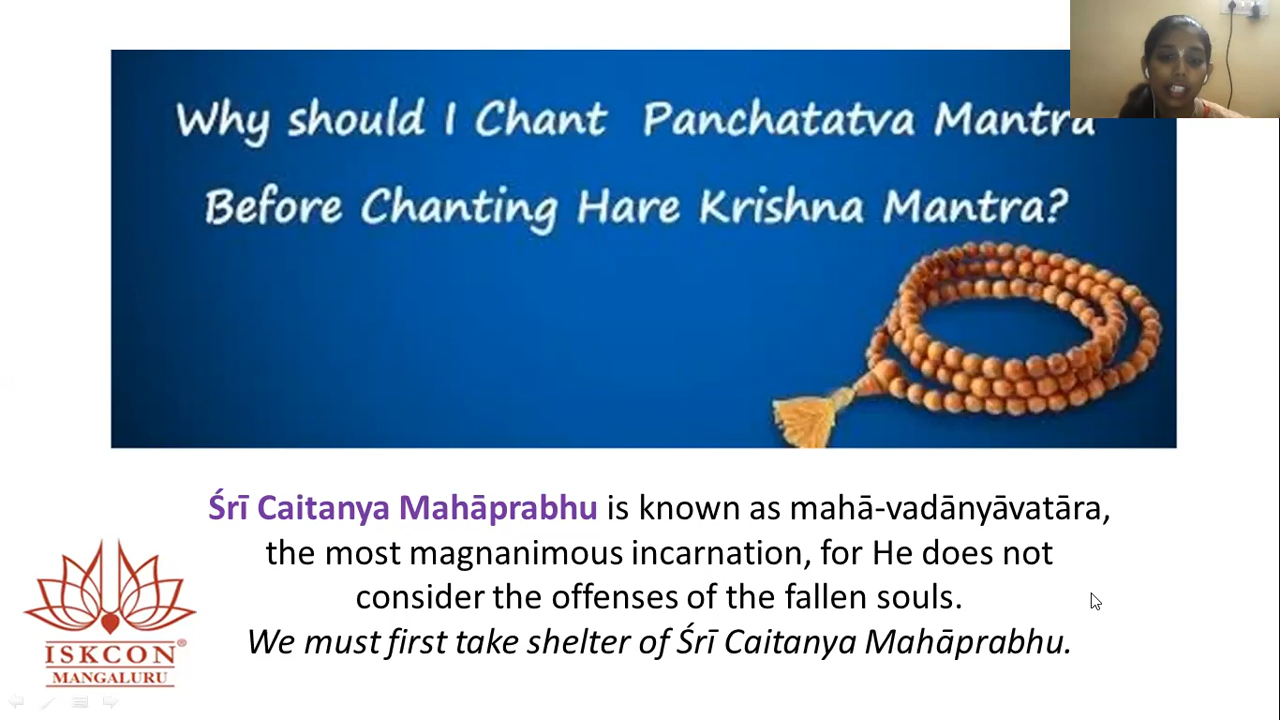 Why should I Chant Panchatatva Mantra
Before Chanting Hare Krishna Mantra?
Śrī Caitanya Mahāprabhu is known as mahā-vadānyāvatāra,
the most magnanimous incarnation, for He does not
consider the offenses of the fallen souls.
We must first take shelter of Śrī Caitanya Mahāprabhu.
ISKCON®
MANGALURU